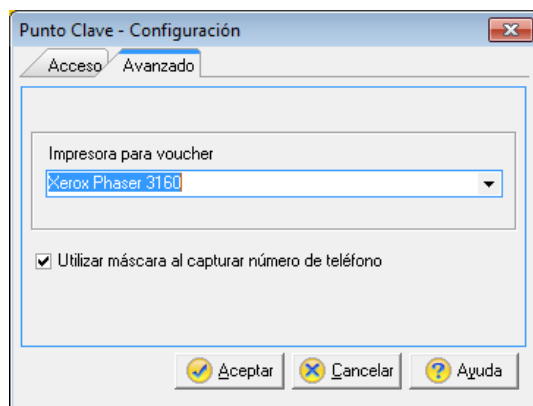 Punto Clave - Configuración
Acceso Avanzado
Impresora para voucher
Xerox Phaser 3160
Utilizar máscara al capturar número de teléfono
Aceptar Cancelar Ayuda